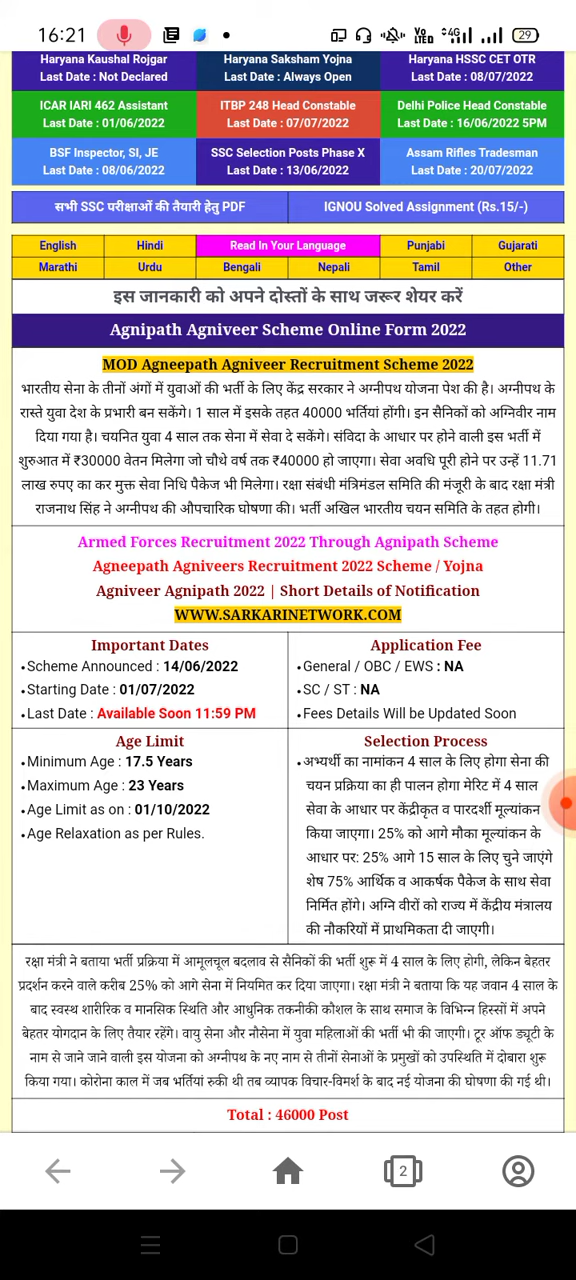 16:21
Vo LTED 4G 29
Haryana Kaushal Rojgar
Last Date : Not Declared
Haryana Saksham Yojna
Last Date : Always Open
Haryana HSSC CET OTR
Last Date : 08/07/2022
ICAR IARI 462 Assistant
Last Date : 01/06/2022
ITBP 248 Head Constable
Last Date : 07/07/2022
Delhi Police Head Constable
Last Date : 16/06/2022 5PM
BSF Inspector, SI, JE
Last Date : 08/06/2022
SSC Selection Posts Phase X
Last Date : 13/06/2022
Assam Rifles Tradesman
Last Date : 20/07/2022
सभी SSC परीक्षाओं की तैयारी हेतु PDF
IGNOU Solved Assignment (Rs.15/-)
English Hindi Read In Your Language Punjabi Gujarati
Marathi Urdu Bengali Nepali Tamil Other
इस जानकारी को अपने दोस्तों के साथ जरूर शेयर करें
Agnipath Agniveer Scheme Online Form 2022
MOD Agneepath Agniveer Recruitment Scheme 2022
भारतीय सेना के तीनों अंगों में युवाओं की भर्ती के लिए केंद्र सरकार ने अग्नीपथ योजना पेश की है। अग्नीपथ के
रास्ते युवा देश के प्रभारी बन सकेंगे। 1 साल में इसके तहत 40000 भर्तियां होंगी। इन सैनिकों को अग्निवीर नाम
दिया गया है। चयनित युवा 4 साल तक सेना में सेवा दे सकेंगे। संविदा के आधार पर होने वाली इस भर्ती में
शुरुआत में ₹30000 वेतन मिलेगा जो चौथे वर्ष तक ₹40000 हो जाएगा। सेवा अवधि पूरी होने पर उन्हें 11.71
लाख रुपए का कर मुक्त सेवा निधि पैकेज भी मिलेगा। रक्षा संबंधी मंत्रिमंडल समिति की मंजूरी के बाद रक्षा मंत्री
राजनाथ सिंह ने अग्नीपथ की औपचारिक घोषणा की। भर्ती अखिल भारतीय चयन समिति के तहत होगी।
Armed Forces Recruitment 2022 Through Agnipath Scheme
Agneepath Agniveers Recruitment 2022 Scheme / Yojna
Agniveer Agnipath 2022 | Short Details of Notification
WWW.SARKARINETWORK.COM
Important Dates
• Scheme Announced : 14/06/2022
• Starting Date : 01/07/2022
• Last Date : Available Soon 11:59 PM
Application Fee
• General / OBC / EWS : NA
• SC / ST : NA
• Fees Details Will be Updated Soon
Age Limit
• Minimum Age : 17.5 Years
• Maximum Age : 23 Years
• Age Limit as on : 01/10/2022
• Age Relaxation as per Rules.
Selection Process
• अभ्यर्थी का नामांकन 4 साल के लिए होगा सेना की
चयन प्रक्रिया का ही पालन होगा मेरिट में 4 साल
सेवा के आधार पर केंद्रीकृत व पारदर्शी मूल्यांकन
किया जाएगा। 25% को आगे मौका मूल्यांकन के
आधार पर: 25% आगे 15 साल के लिए चुने जाएंगे
शेष 75% आर्थिक व आकर्षक पैकेज के साथ सेवा
निर्मित होंगे। अग्नि वीरों को राज्य में केंद्रीय मंत्रालय
की नौकरियों में प्राथमिकता दी जाएगी।
रक्षा मंत्री ने बताया भर्ती प्रक्रिया में आमूलचूल बदलाव से सैनिकों की भर्ती शुरू में 4 साल के लिए होगी, लेकिन बेहतर
प्रदर्शन करने वाले करीब 25% को आगे सेना में नियमित कर दिया जाएगा। रक्षा मंत्री ने बताया कि यह जवान 4 साल के
बाद स्वस्थ शारीरिक व मानसिक स्थिति और आधुनिक तकनीकी कौशल के साथ समाज के विभिन्न हिस्सों में अपने
बेहतर योगदान के लिए तैयार रहेंगे। वायु सेना और नौसेना में युवा महिलाओं की भर्ती भी की जाएगी। टूर ऑफ द्यूटी के
नाम से जाने जाने वाली इस योजना को अग्नीपथ के नए नाम से तीनों सेनाओं के प्रमुखों को उपस्थिति में दोबारा शुरू
किया गया। कोरोना काल में जब भर्तियां रुकी थी तब व्यापक विचार-विमर्श के बाद नई योजना की घोषणा की गई थी।
Total : 46000 Post
2